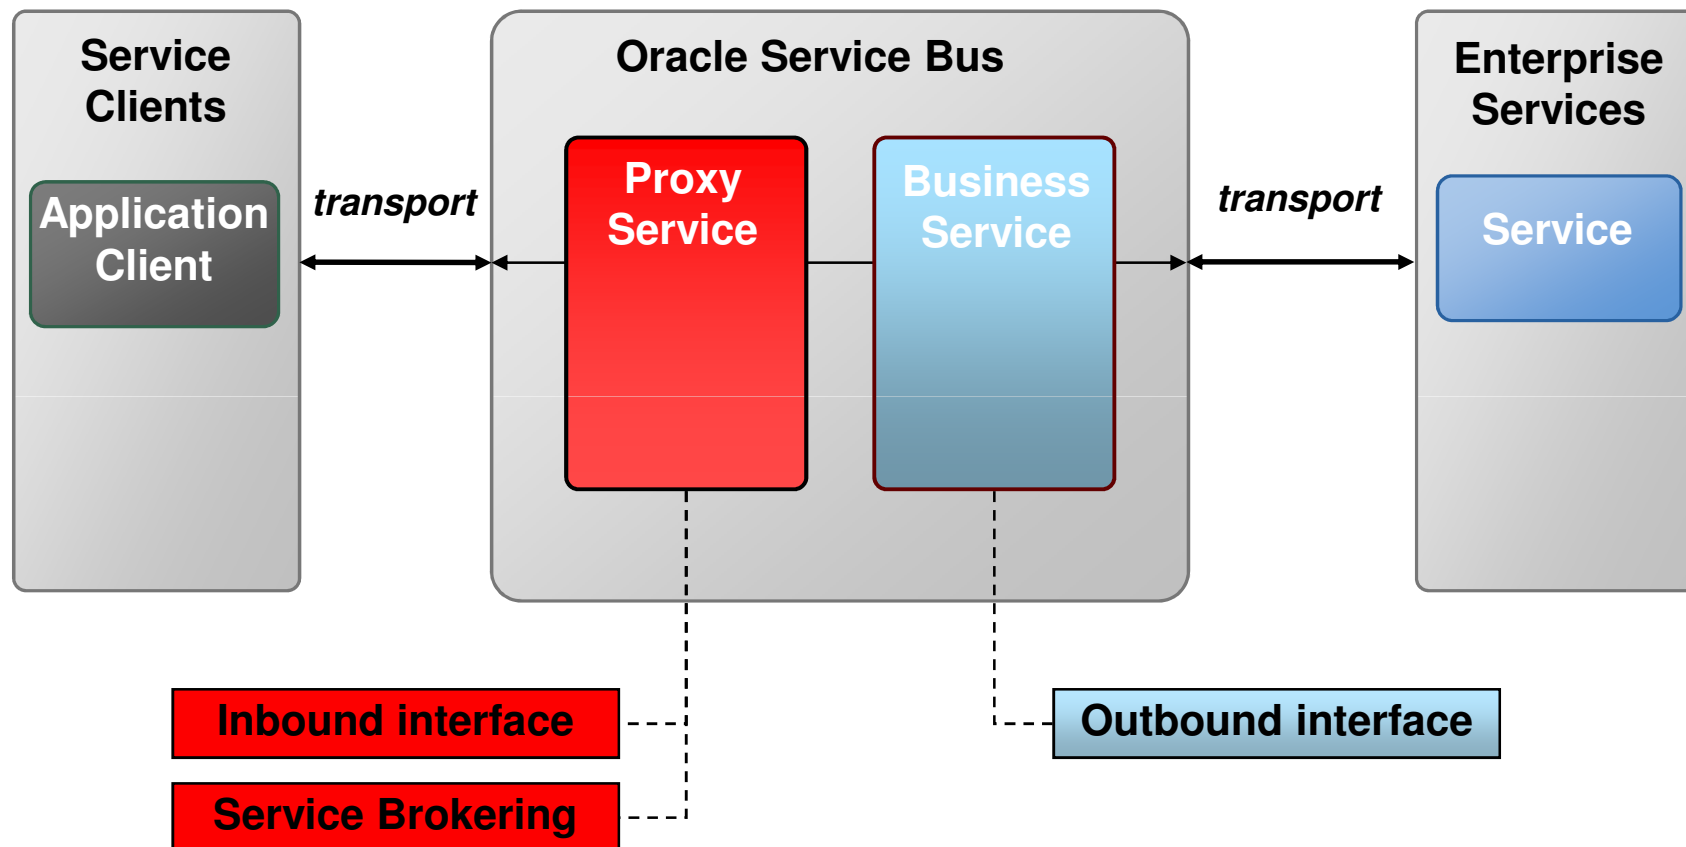 Service
Clients
Application
Client
transport
Oracle Service Bus
Proxy
Service
Business
Service
transport
Enterprise
Services
Service
Inbound interface
Service Brokering
Outbound interface